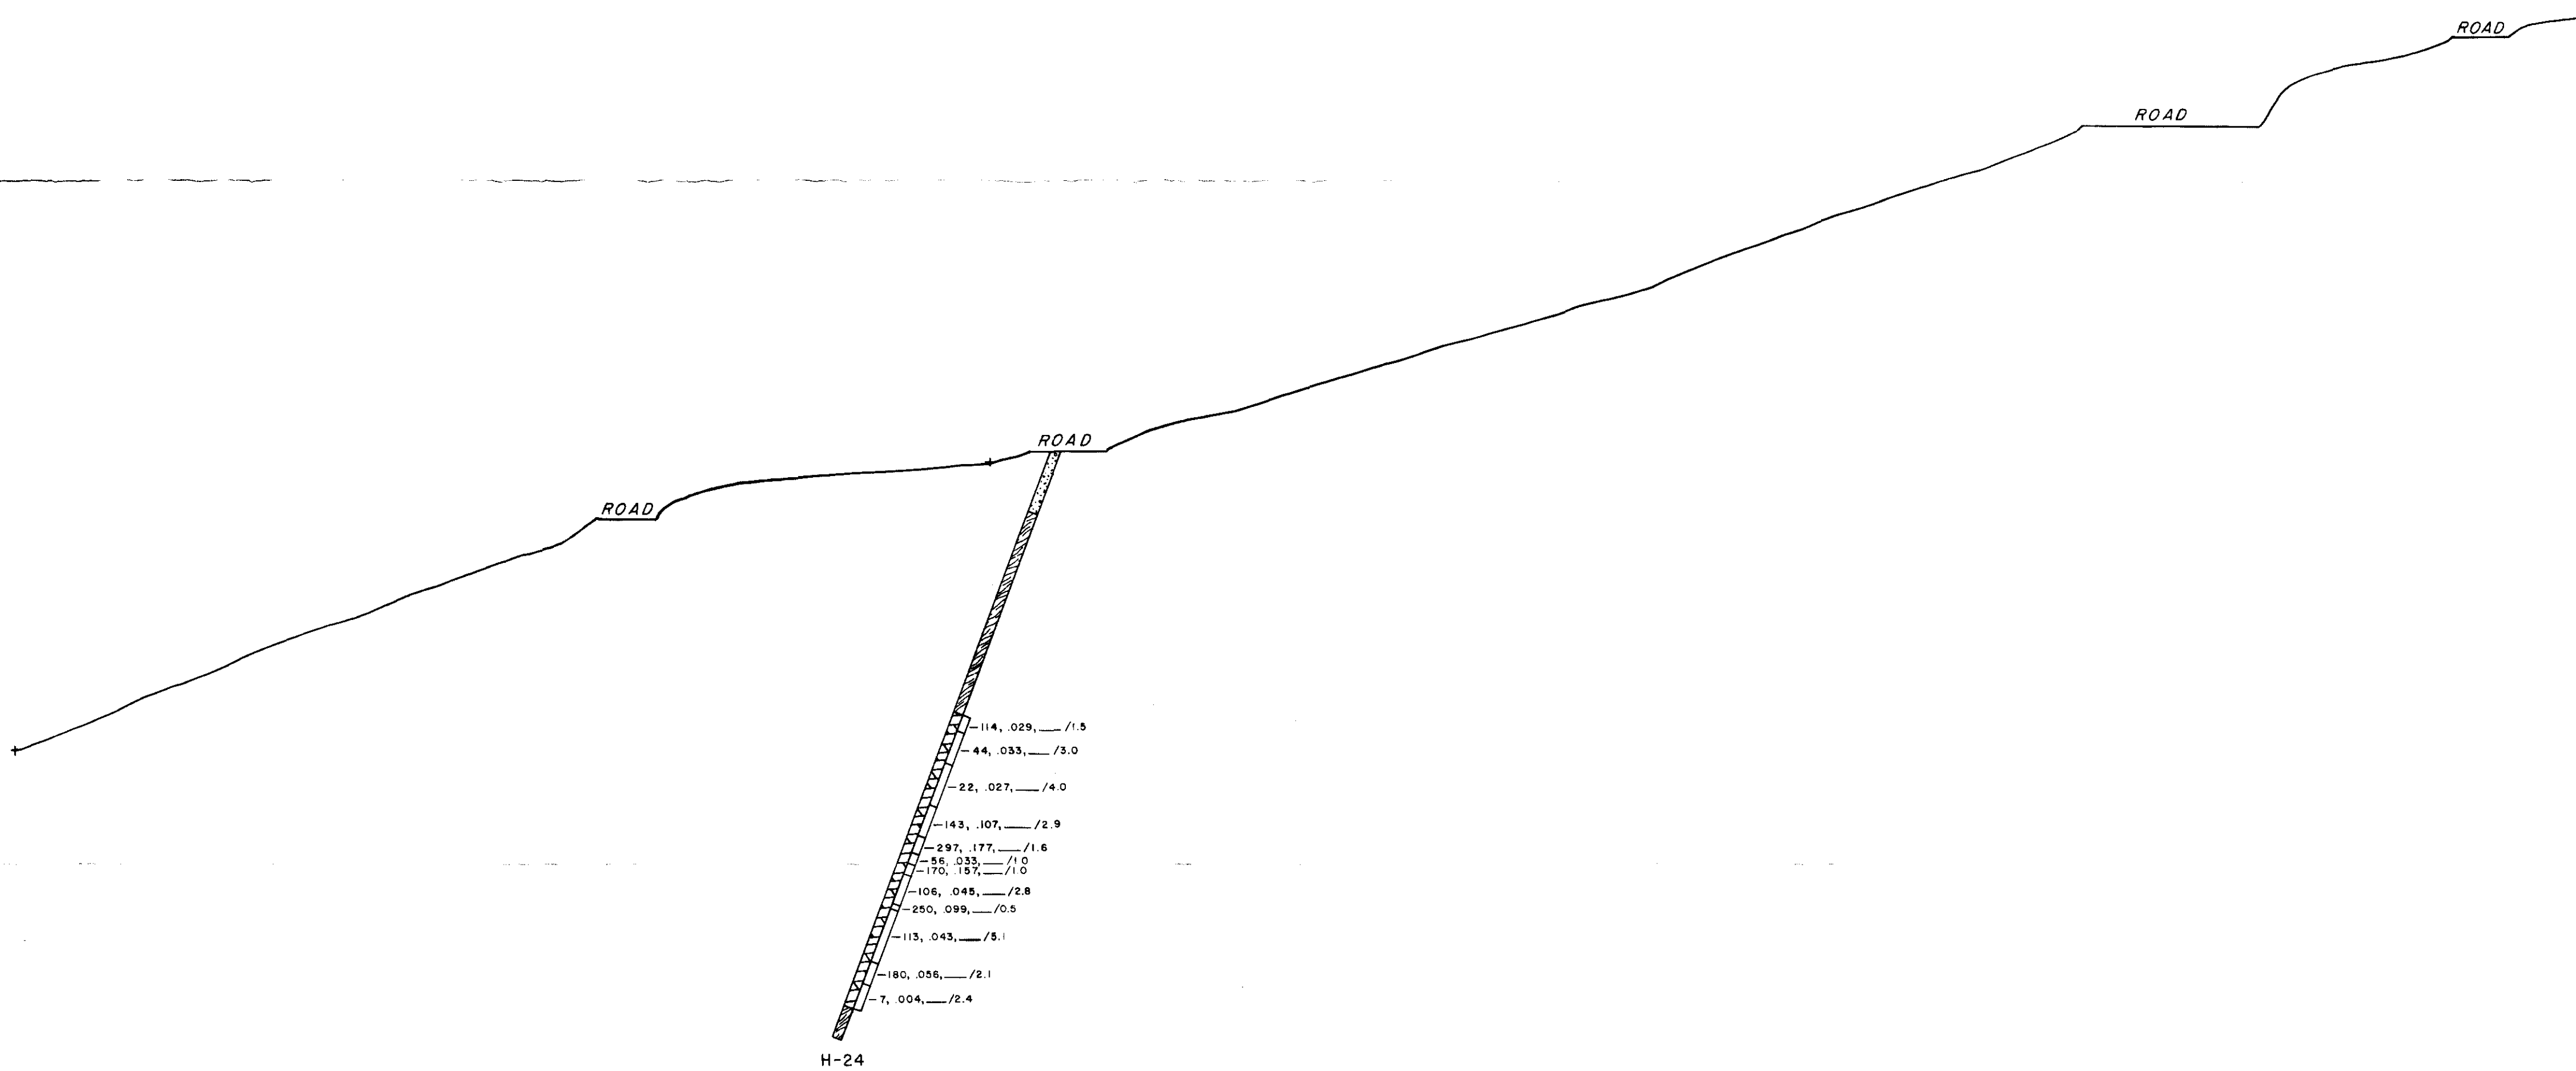 ROAD
ROAD
ROAD
ROAD
-114, .029, ___ /1.5
-44, .033, ___ /3.0
-22, .027, ___ /4.0
-143, .107, ___ /2.9
-297, .177, ___ /1.6
-56, .033, ___ /1.0
-170, .157, ___ /1.0
-106, .045, ___ /2.8
-250, .099, ___ /0.5
-113, .043, ___ /5.1
-180, .056, ___ /2.1
-7, .004, ___ /2.4
H-24